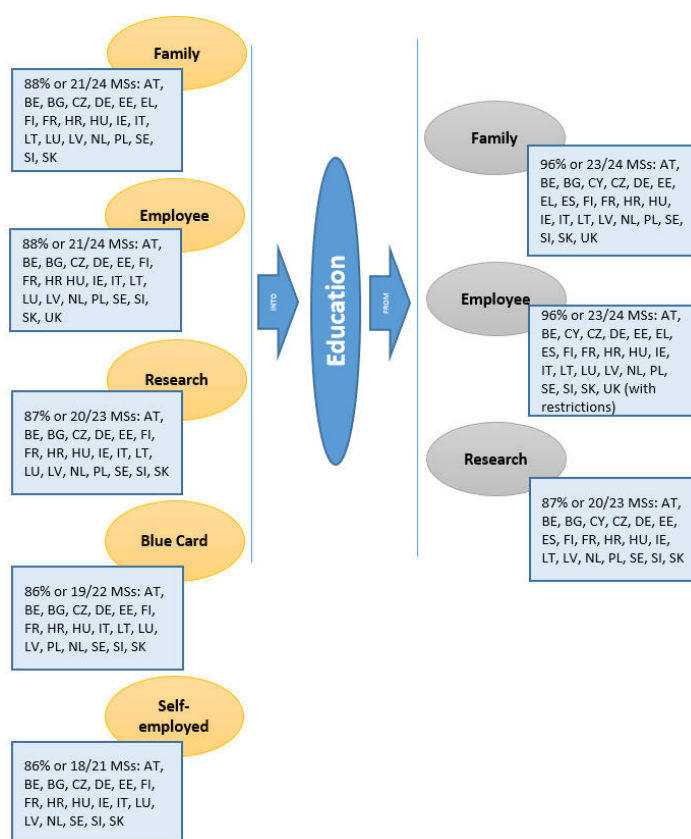 Family
88% or 21/24 MSs: AT,
BE, BG, CZ, DE, EE, EL,
FI, FR, HR, HU, IE, IT,
LT, LU, LV, NL, PL, SE,
SI, SK
Employee
88% or 21/24 MSs: AT,
BE, BG, CZ, DE, EE, FI,
FR, HR HU, IE, IT, LT,
LU, LV, NL, PL, SE, SI,
SK, UK
Research
87% or 20/23 MSs: AT,
BE, BG, CZ, DE, EE, FI,
FR, HR, HU, IE, IT, LT,
LU, LV, NL, PL, SE, SI, SK
Blue Card
86% or 19/22 MSs: AT,
BE, BG, CZ, DE, EE, FI,
FR, HR, HU, IT, LT, LU,
LV, PL, NL, SE, SI, SK
Self-
employed
86% or 18/21 MSs: AT,
BE, BG, CZ, DE, EE, FI,
FR, HR, HU, IE, IT, LU,
LV, NL, SE, SI, SK
INTO
Education
FROM
Family
96% or 23/24 MSs: AT,
BE, BG, CY, CZ, DE, EE,
EL, ES, FI, FR, HR, HU,
IE, IT, LT, LV, NL, PL, SE,
SI, SK, UK
Employee
96% or 23/24 MSs: AT,
BE, CY, CZ, DE, EE, EL,
ES, FI, FR, HR, HU, IE,
IT, LT, LU, LV, NL, PL,
SE, SI, SK, UK (with
restrictions)
Research
87% or 20/23 MSs: AT,
BE, BG, CY, CZ, DE, EE,
ES, FI, FR, HR, HU, IE,
LT, LV, NL, PL, SE, SI, SK